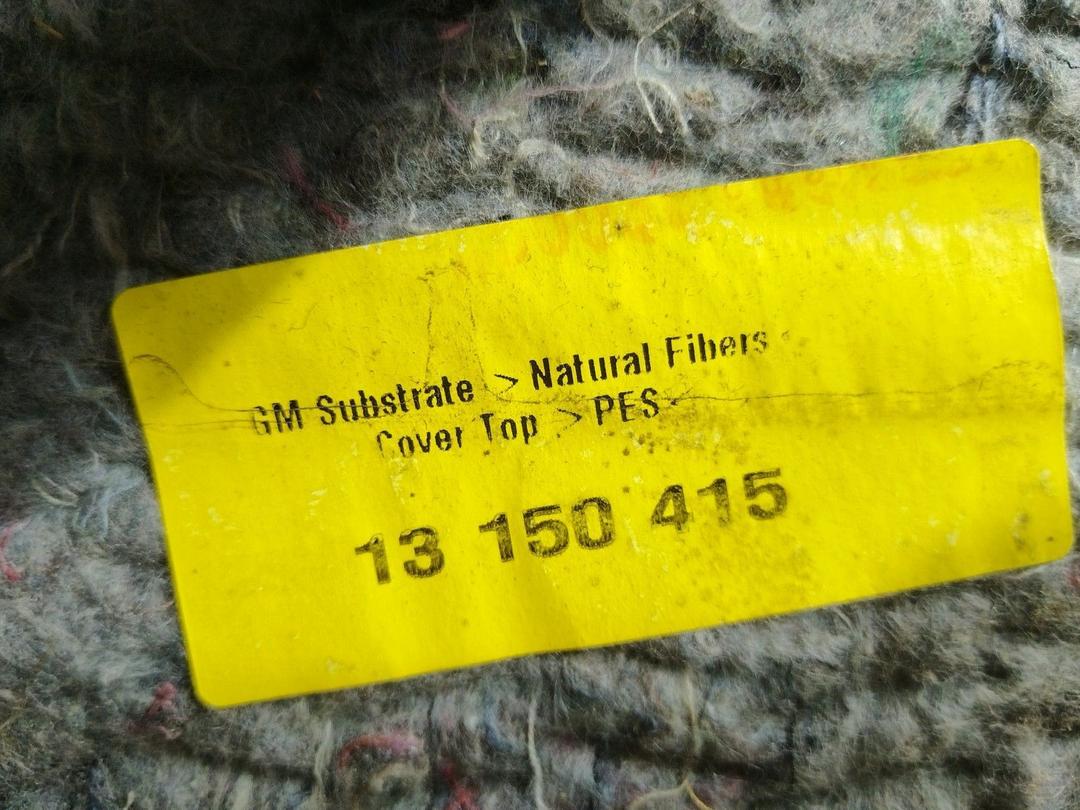 GM Substrate > Natural Fibers <
Cover Top > PES <
13 150 415